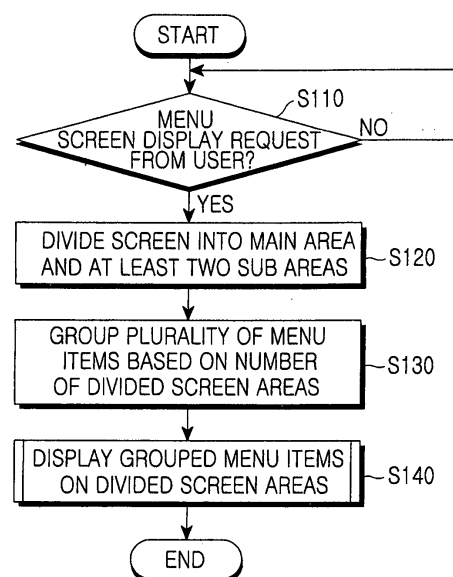 START
S110
MENU
SCREEN DISPLAY REQUEST
FROM USER?
NO
YES
DIVIDE SCREEN INTO MAIN AREA
AND AT LEAST TWO SUB AREAS
S120
GROUP PLURALITY OF MENU
ITEMS BASED ON NUMBER
OF DIVIDED SCREEN AREAS
S130
DISPLAY GROUPED MENU ITEMS
ON DIVIDED SCREEN AREAS
S140
END